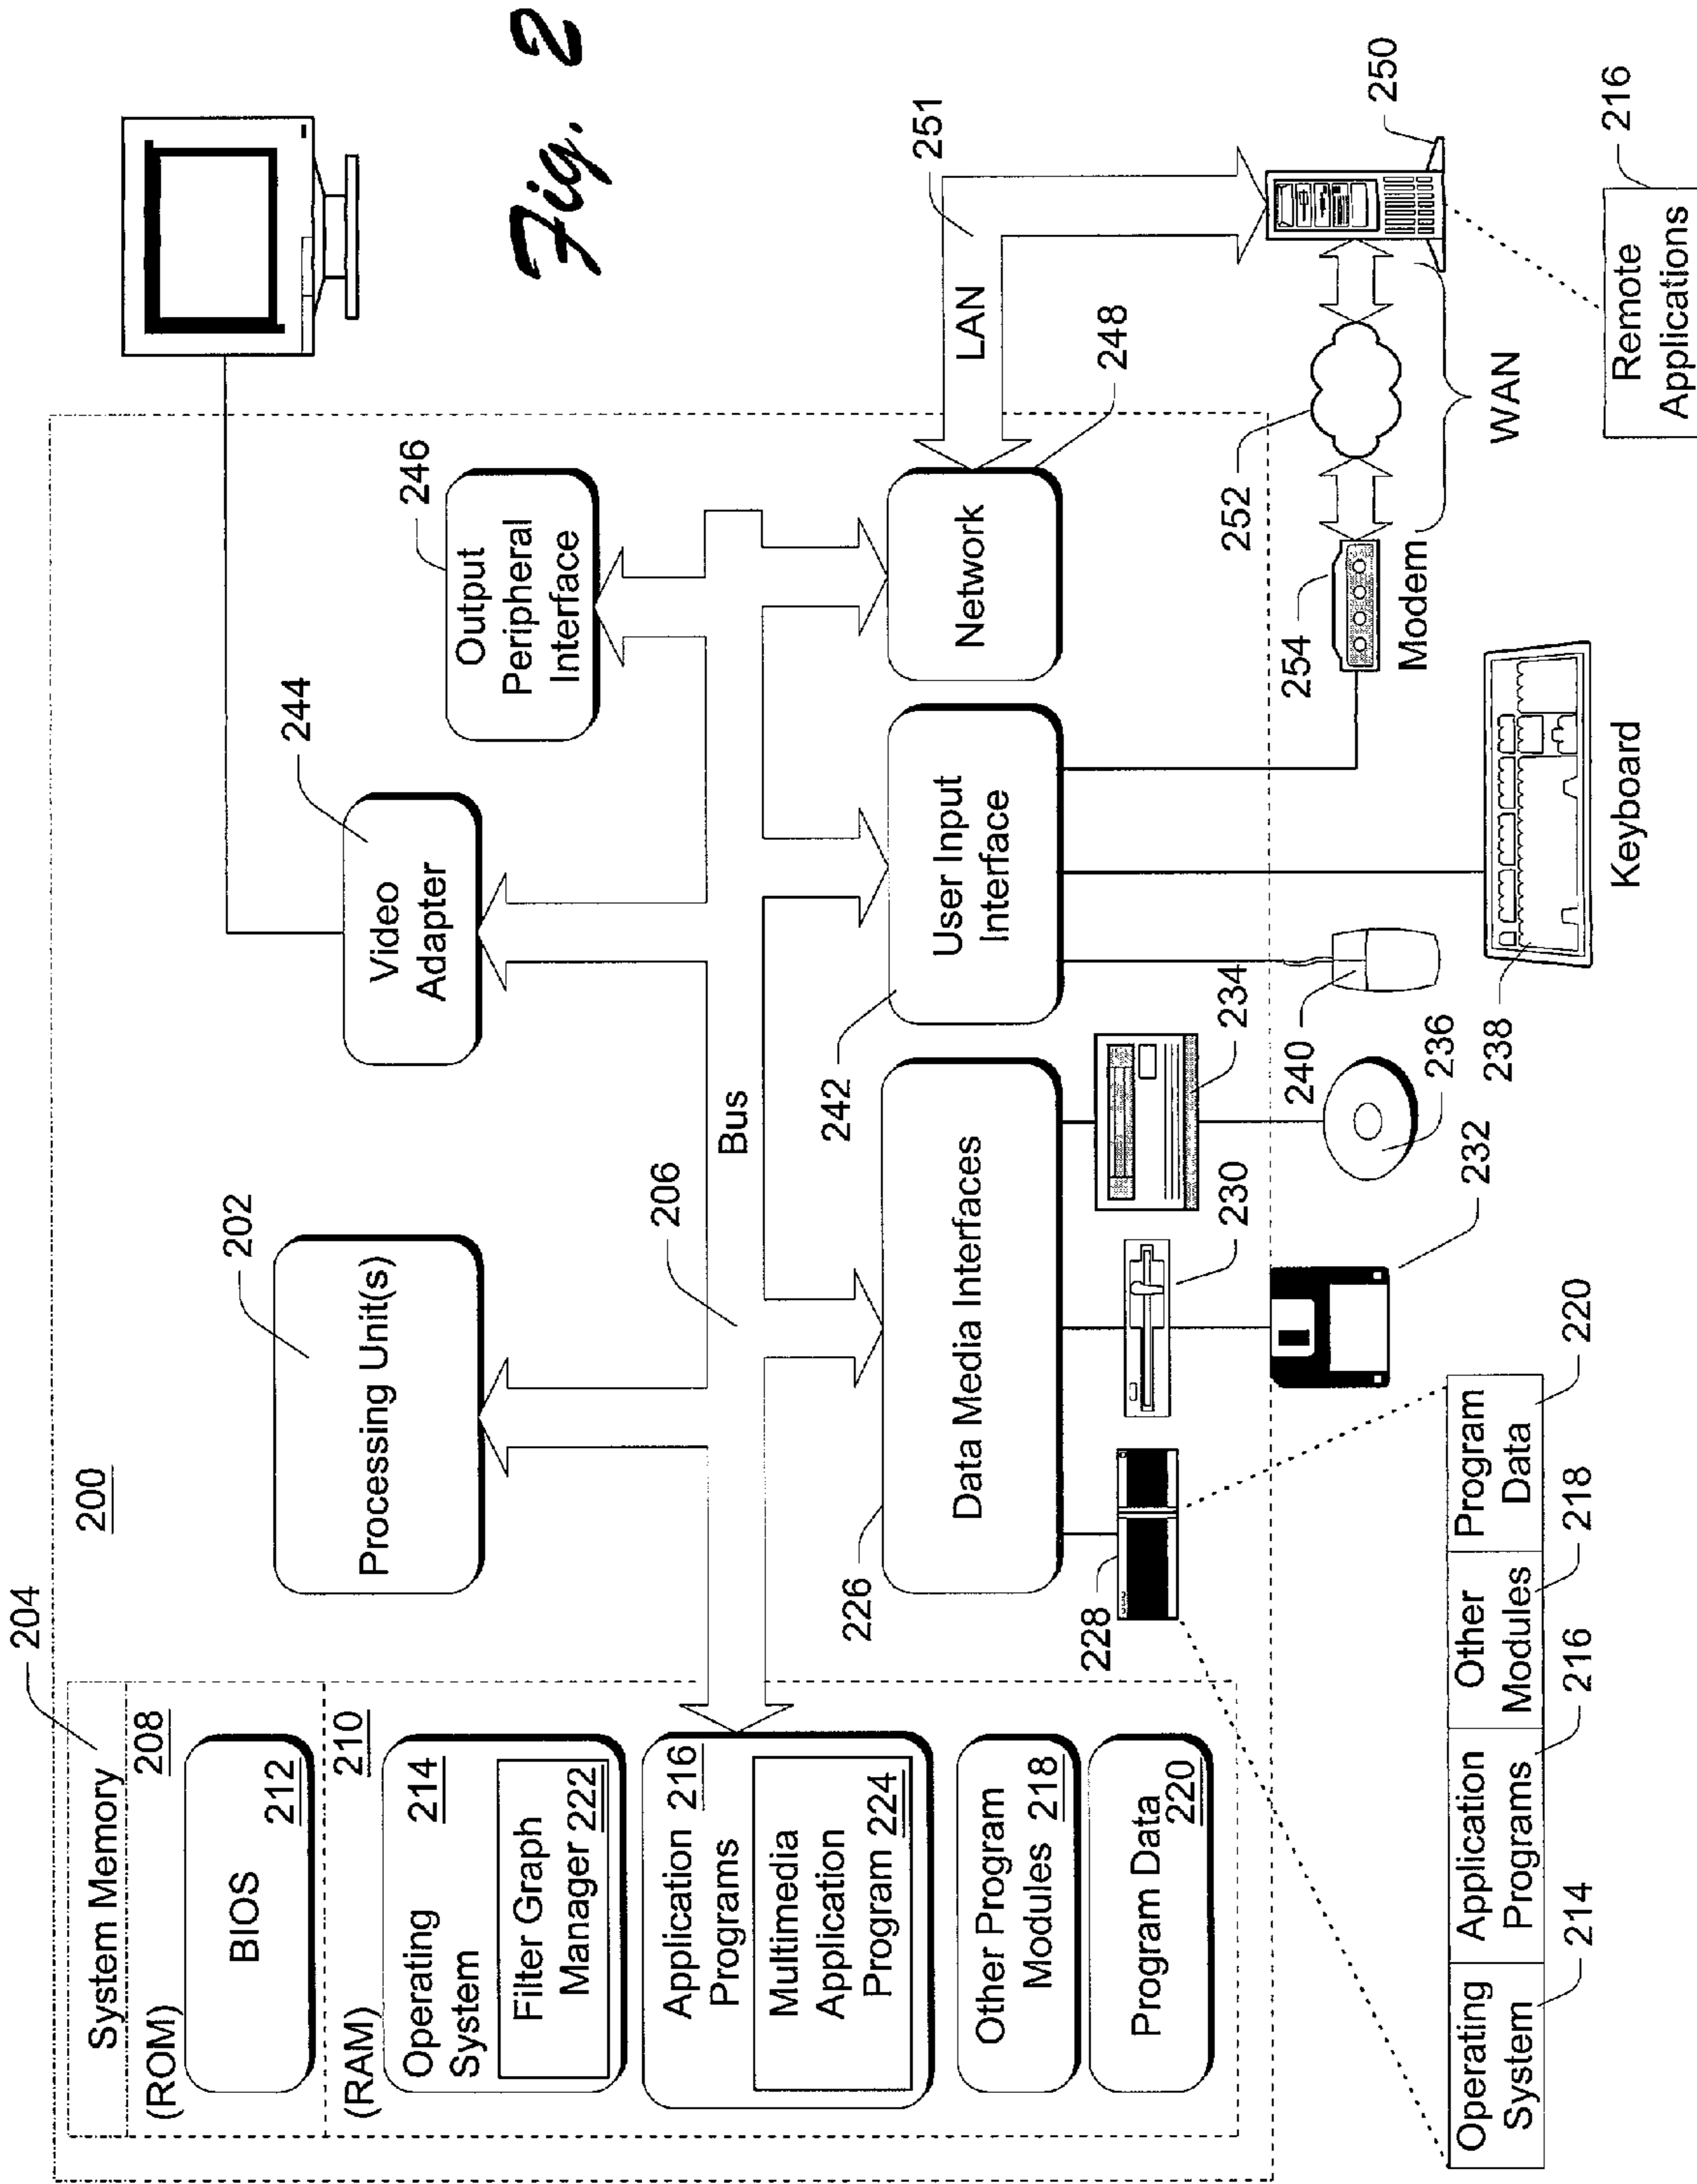 204
200
System Memory
(ROM) 208
BIOS
212
(RAM) 210
Operating
System
214
Filter Graph
Manager 222
Application
Programs
216
Multimedia
Application
Program 224
Other Program
Modules 218
Program Data
220
202
Processing Unit(s)
244
Video
Adapter
246
Output
Peripheral
Interface
Fig. 2
206
Bus
226
Data Media Interfaces
242
User Input
Interface
Network
248
LAN
251
228
230
234
232
236
240
238
Keyboard
254
Modem
252
WAN
250
Remote
Applications
216
Operating
System
Application
Programs
Other
Modules
Program
Data
214
216
218
220